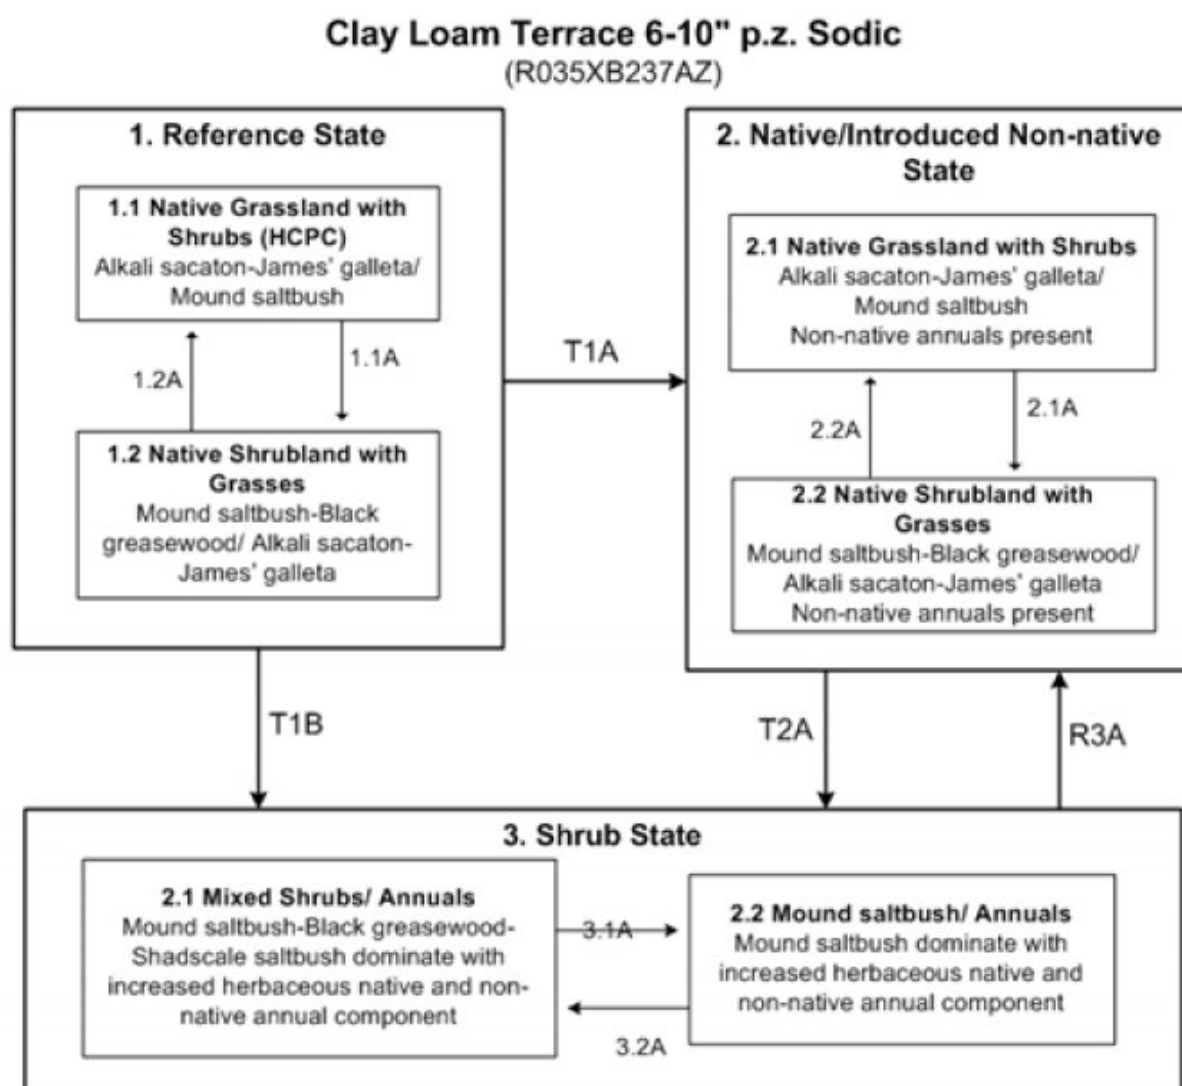 Clay Loam Terrace 6-10" p.z. Sodic
(R035XB237AZ)
1. Reference State
1.1 Native Grassland with
Shrubs (HCPC)
Alkali sacaton-James' galleta/
Mound saltbush
1.2A
1.1A
1.2 Native Shrubland with
Grasses
Mound saltbush-Black
greasewood/ Alkali sacaton-
James' galleta
T1A
2. Native/Introduced Non-native
State
2.1 Native Grassland with Shrubs
Alkali sacaton-James' galleta/
Mound saltbush
Non-native annuals present
2.2A
2.1A
2.2 Native Shrubland with
Grasses
Mound saltbush-Black greasewood/
Alkali sacaton-James' galleta
Non-native annuals present
T1B
T2A
R3A
3. Shrub State
2.1 Mixed Shrubs/ Annuals
Mound saltbush-Black greasewood-
Shadscale saltbush dominate with
increased herbaceous native and non-
native annual component
3.1A
3.2A
2.2 Mound saltbush/ Annuals
Mound saltbush dominate with
increased herbaceous native and
non-native annual component